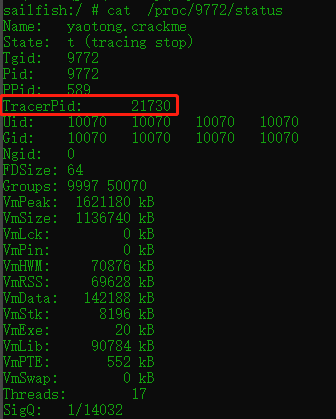 sailfish:/ # cat  /proc/9772/status
Name:   yaotong.crackme
State:  t (tracing stop)
Tgid:   9772
Pid:    9772
PPid:   589
TracerPid:      21730
Uid:    10070   10070   10070   10070
Gid:    10070   10070   10070   10070
Ngid:   0
FDSize: 64
Groups: 9997 50070
VmPeak:  1621180 kB
VmSize:  1136740 kB
VmLck:         0 kB
VmPin:         0 kB
VmHWM:     70876 kB
VmRSS:     69628 kB
VmData:   142188 kB
VmStk:      8196 kB
VmExe:        20 kB
VmLib:     90784 kB
VmPTE:       552 kB
VmSwap:        0 kB
Threads:        17
SigQ:   1/14032